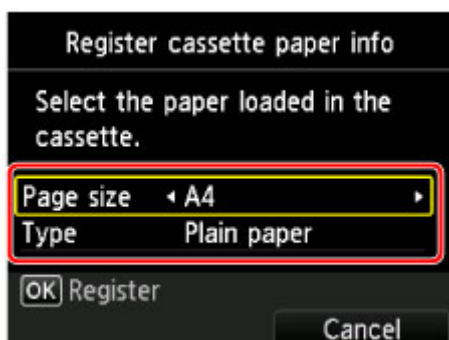 Register cassette paper info
Select the paper loaded in the
cassette.
Page size A4
Type Plain paper
OK Register
Cancel